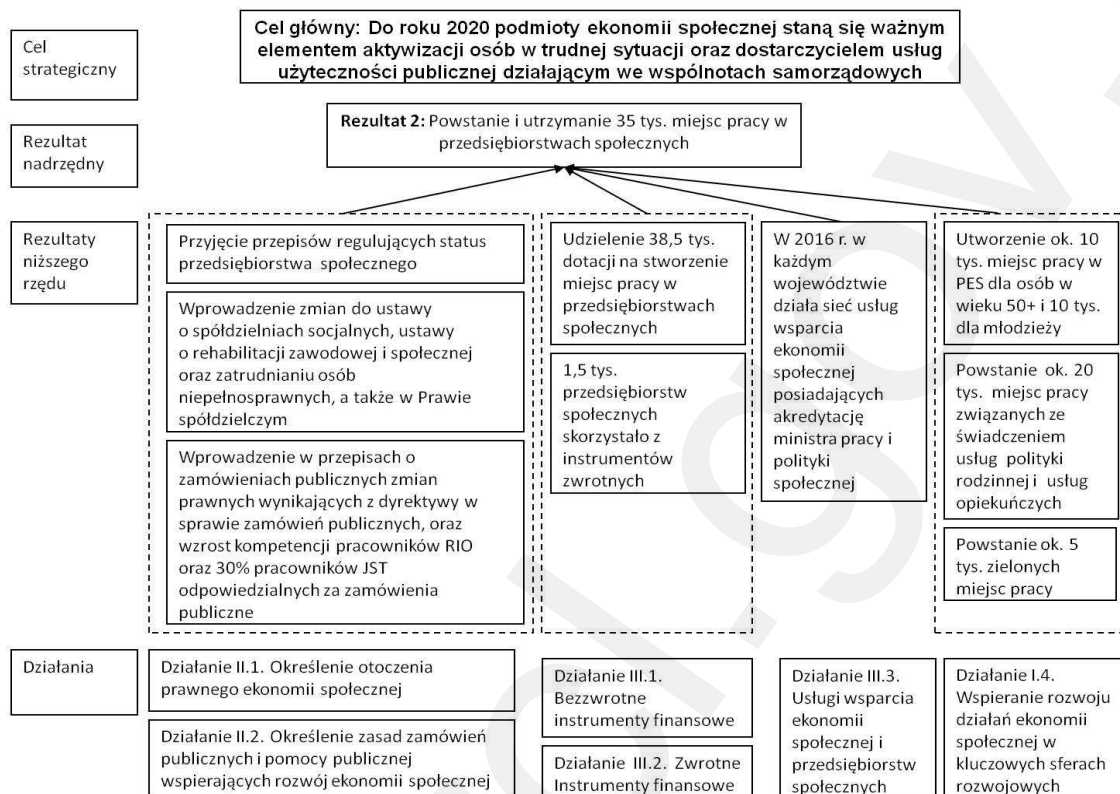 Cel
strategiczny
Cel główny: Do roku 2020 podmioty ekonomii społecznej staną się ważnym
elementem aktywizacji osób w trudnej sytuacji oraz dostarczycielem usług
użyteczności publicznej działającym we wspólnotach samorządowych
Rezultat
nadrzędny
Rezultat 2: Powstanie i utrzymanie 35 tys. miejsc pracy w
przedsiębiorstwach społecznych
Rezultaty
niższego
rzędu
Przyjęcie przepisów regulujących status
przedsiębiorstwa społecznego
Wprowadzenie zmian do ustawy
o spółdzielniach socjalnych, ustawy
o rehabilitacji zawodowej i społecznej
oraz zatrudnianiu osób
niepełnosprawnych, a także w Prawie
spółdzielczym
Wprowadzenie w przepisach o
zamówieniach publicznych zmian
prawnych wynikających z dyrektywy w
sprawie zamówień publicznych, oraz
wzrost kompetencji pracowników RIO
oraz 30% pracowników JST
odpowiedzialnych za zamówienia
publiczne
Udzielenie 38,5 tys.
dotacji na stworzenie
miejsc pracy w
przedsiębiorstwach
społecznych
1,5 tys.
przedsiębiorstw
społecznych
skorzystało z
instrumentów
zwrotnych
W 2016 r. w
każdym
województwie
działa sieć usług
wsparcia
ekonomii
społecznej
posiadających
akredytację
ministra pracy i
polityki
społecznej
Utworzenie ok. 10
tys. miejsc pracy w
PES dla osób w
wieku 50+ i 10 tys.
dla młodzieży
Powstanie ok. 20
tys. miejsc pracy
związanych ze
świadczeniem
usług polityki
rodzinnej i usług
opiekuńczych
Powstanie ok. 5
tys. zielonych
miejsc pracy
Działania
Działanie II.1. Określenie otoczenia
prawnego ekonomii społecznej
Działanie II.2. Określenie zasad zamówień
publicznych i pomocy publicznej
wspierających rozwój ekonomii społecznej
Działanie III.1.
Bezzwrotne
instrumenty finansowe
Działanie III.2. Zwrotne
Instrumenty finansowe
Działanie III.3.
Usługi wsparcia
ekonomii
społecznej i
przedsiębiorstw
społecznych
Działanie I.4.
Wspieranie rozwoju
działań ekonomii
społecznej w
kluczowych sferach
rozwojowych